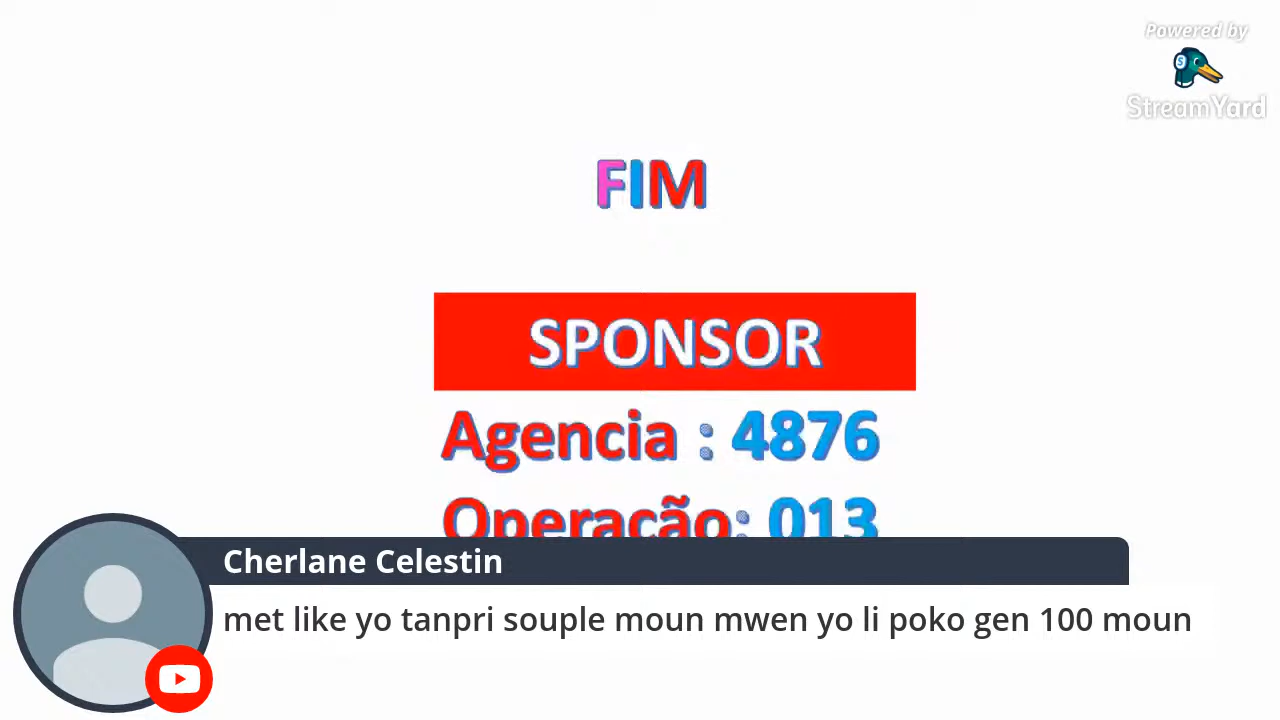 Powered by
StreamYard
FIM
SPONSOR
Agencia : 4876
Operação: 013
Cherlane Celestin
met like yo tanpri souple moun mwen yo li poko gen 100 moun